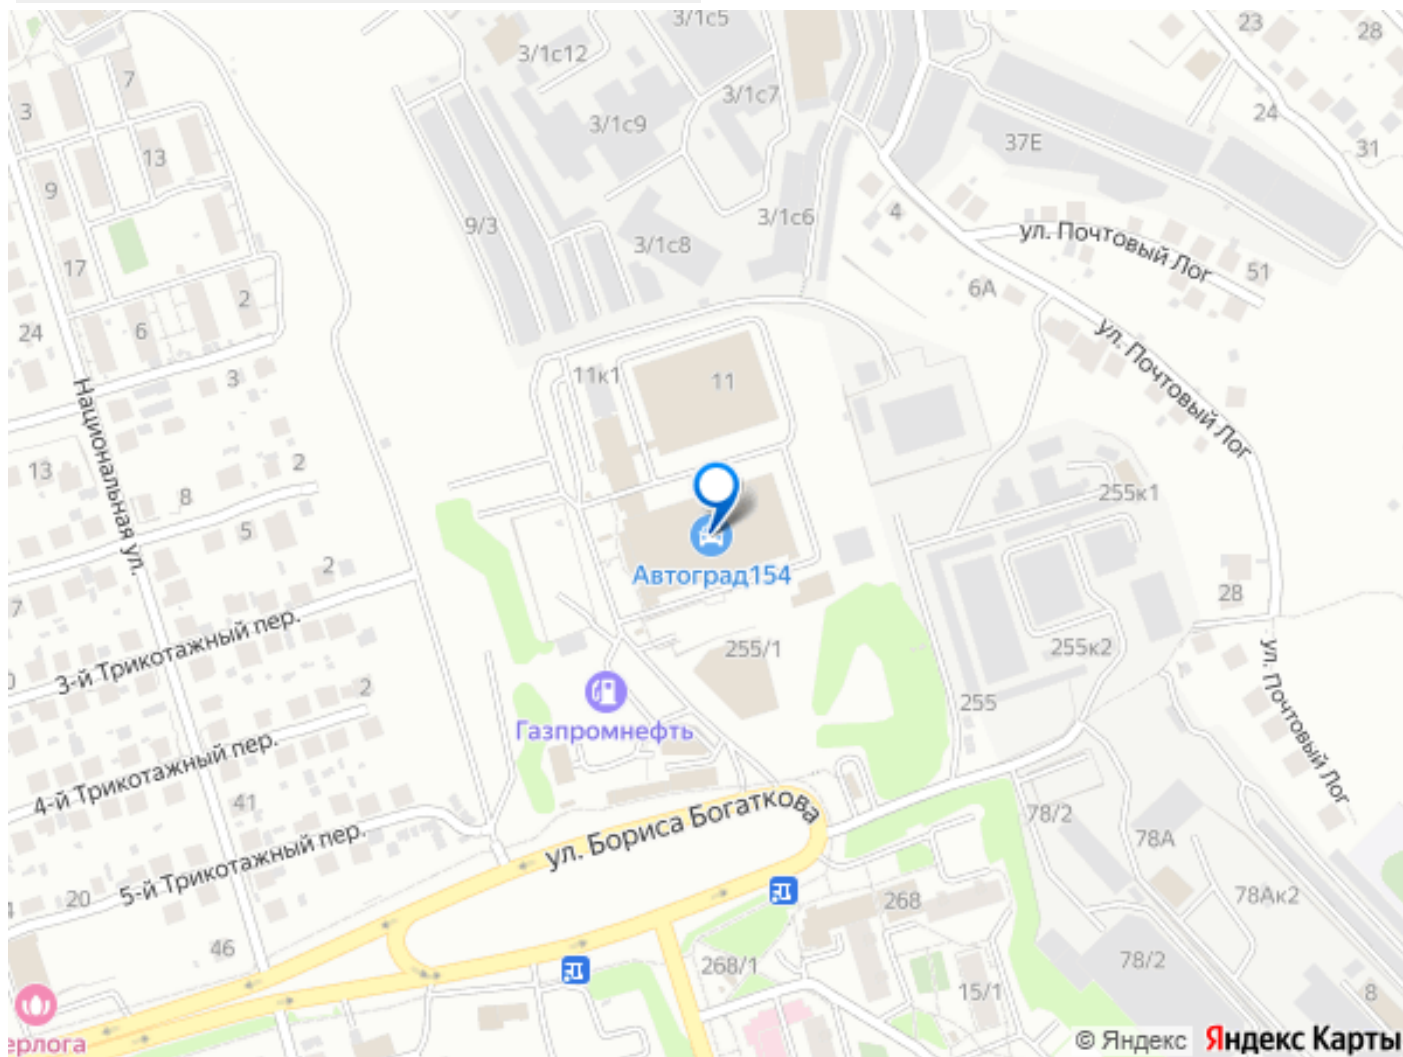 3/1с5
23
28
3/1с12
7
3/1с7
3
24
3/1с9
37Е
31
13
9
4
3/1с6
9/3
ул. Почтовый Лог
3/1с8
17
51
6А
2
24
6
ул. Почтовый Лог
11к1
11
3
Национальная ул.
13
2
8
255к1
5
Автоград154
2
7
28
3-й Трикотажный пер.
255/1
255к2
ул. Почтовый Лог
2
255
Газпромнефть
4-й Трикотажный пер.
41
ул. Бориса Богаткова
78/2
78А
5-й Трикотажный пер.
20
268
78Ак2
46
268/1
78/2
15/1
8
© Яндекс Яндекс Карты
ерлога